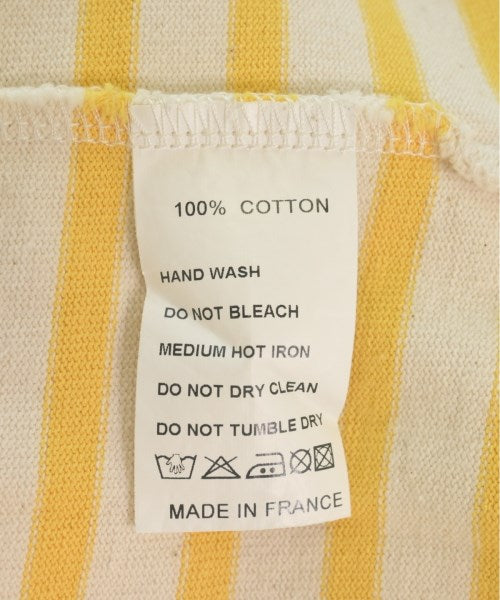 100% COTTON
HAND WASH
DO NOT BLEACH
MEDIUM HOT IRON
DO NOT DRY CLEAN
DO NOT TUMBLE DRY
MADE IN FRANCE